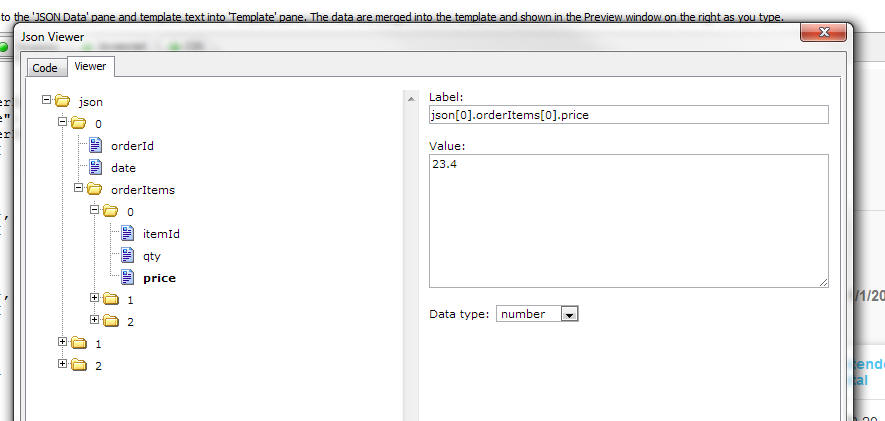 to the 'JSON Data' pane and template text into 'Template' pane. The data are merged into the template and shown in the Preview window on the right as you type.
Json Viewer
Code
Viewer
json
0
orderId
date
orderItems
0
itemId
qty
price
1
2
1
2
Label:
json[0].orderItems[0].price
Value:
23.4
Data type:
number